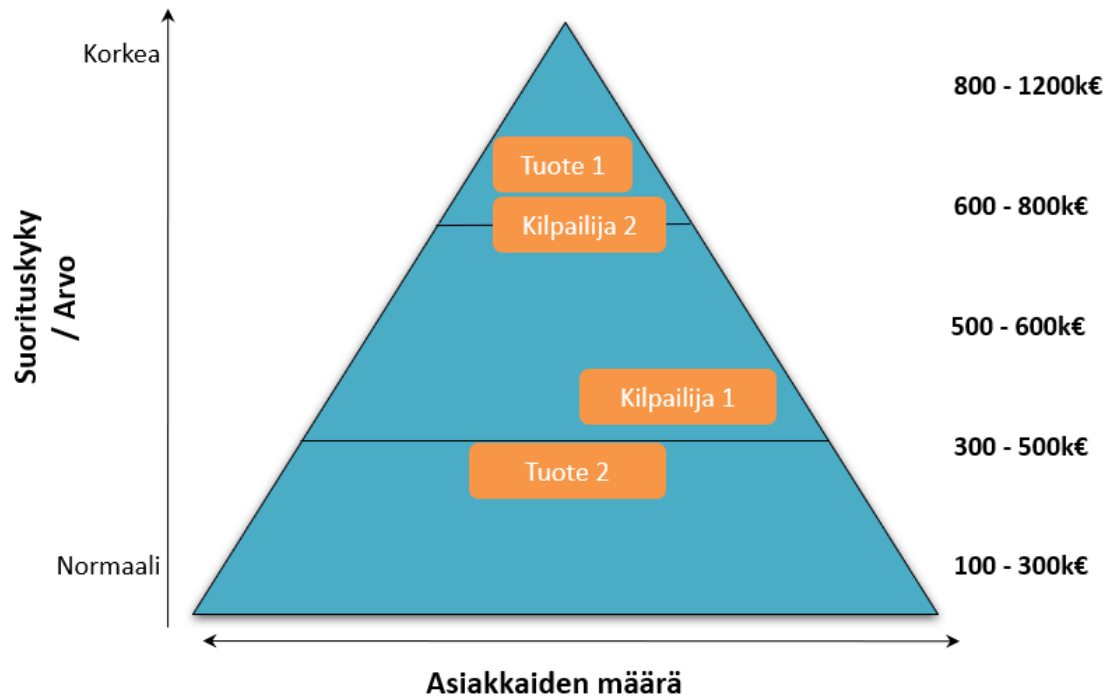 Korkea
800 - 1200k€
Tuote 1
600 - 800k€
Kilpailija 2
Suorituskyky
/ Arvo
500 - 600k€
Kilpailija 1
300 - 500k€
Tuote 2
Normaali
100 - 300k€
Asiakkaiden määrä